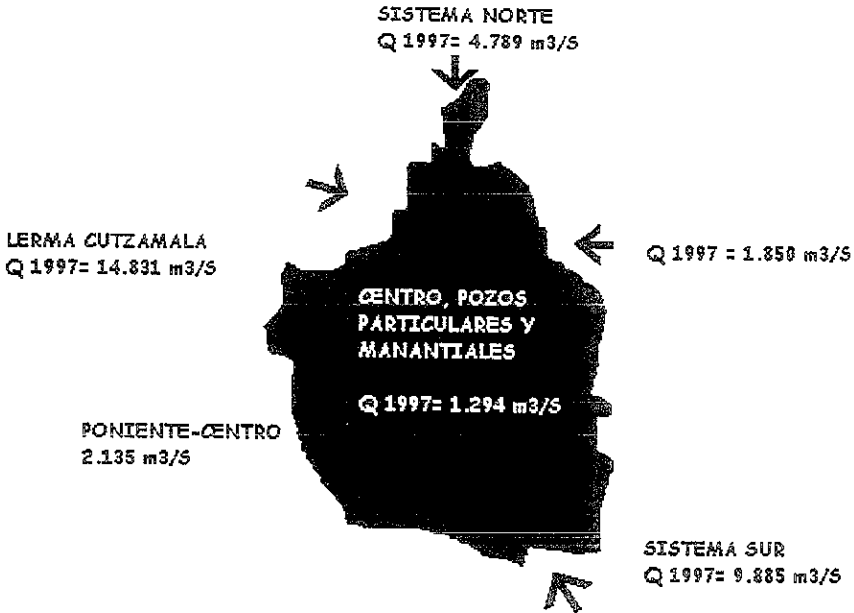 SISTEMA NORTE
Q 1997= 4.789 m3/S
LERMA CUTZAMALA
Q 1997= 14.831 m3/S
Q 1997 = 1.850 m3/S
CENTRO, POZOS
PARTICULARES Y
MANANTIALES
Q 1997= 1.294 m3/S
PONIENTE-CENTRO
2.135 m3/S
SISTEMA SUR
Q 1997= 9.885 m3/S